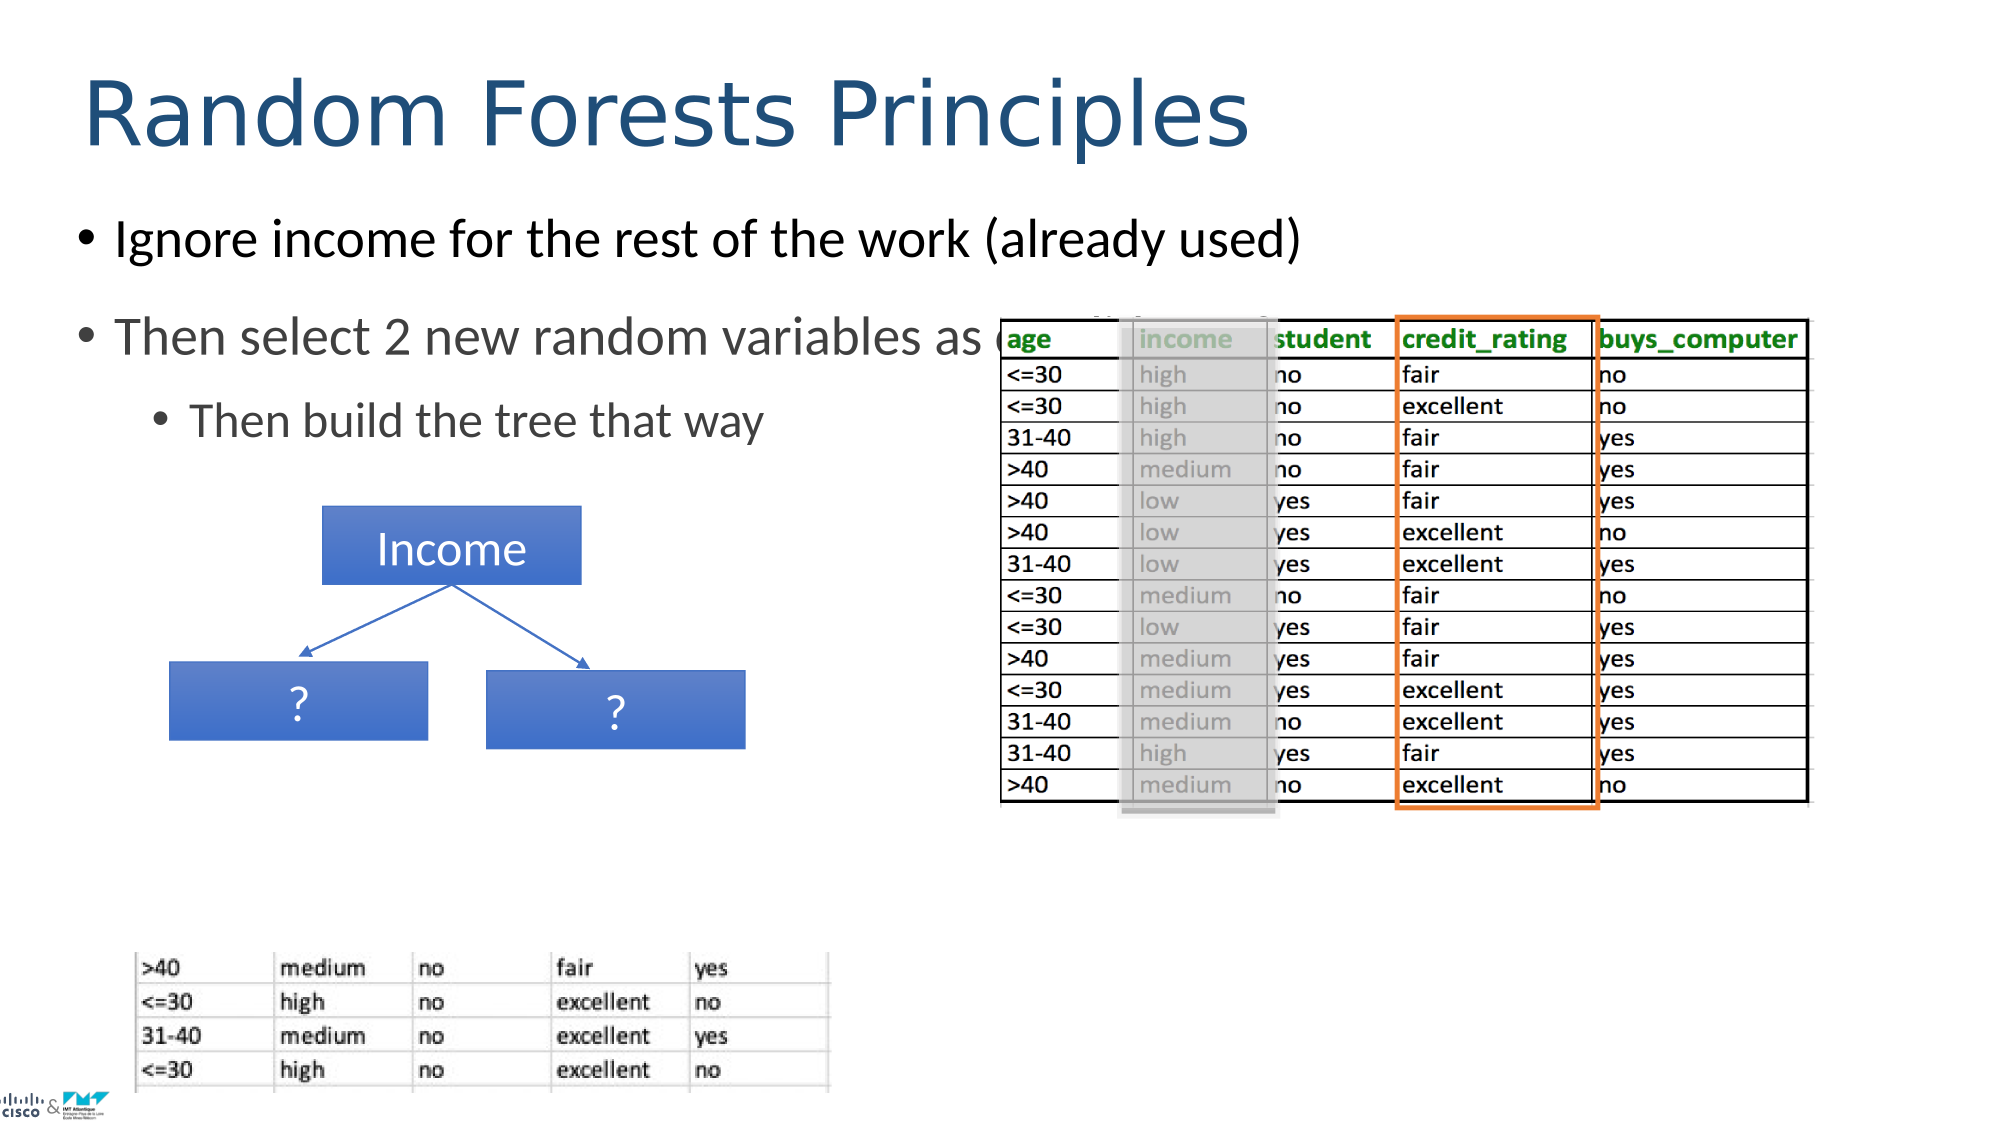 Random Forests Principles
• Ignore income for the rest of the work (already used)
• Then select 2 new random variables as
• Then build the tree that way
Income
?
?
age income student credit_rating buys_computer
<=30 high no fair no
<=30 high no excellent no
31-40 high no fair yes
>40 medium no fair yes
>40 low yes fair yes
>40 low yes excellent no
31-40 low yes excellent yes
<=30 medium no fair no
<=30 low yes fair yes
>40 medium yes fair yes
<=30 medium yes excellent yes
31-40 medium no excellent yes
31-40 high yes fair yes
>40 medium no excellent no
>40 medium no fair yes
<=30 high no excellent no
31-40 medium no excellent yes
<=30 high no excellent no
CISCO &
IMT Atlantique